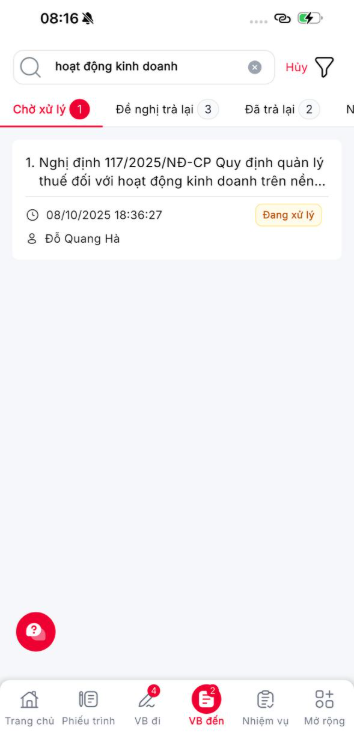 08:16
hoạt động kinh doanh
Hủy
Chờ xử lý 1 Đề nghị trả lại 3 Đã trả lại 2 N
1. Nghị định 117/2025/NĐ-CP Quy định quản lý
thuế đối với hoạt động kinh doanh trên nền...
08/10/2025 18:36:27 Đang xử lý
Đỗ Quang Hà
4 2
Trang chủ Phiếu trình VB đi VB đến Nhiệm vụ Mở rộng